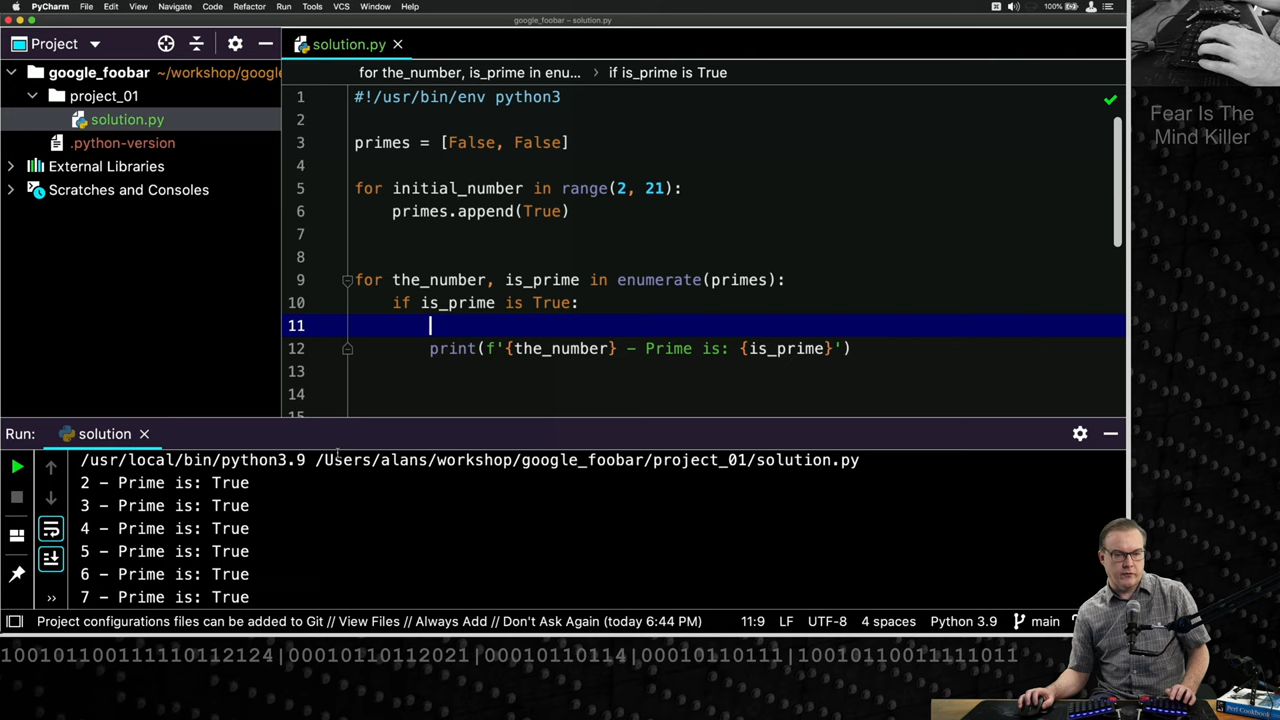 PyCharm File Edit View Navigate Code Refactor Run Tools VCS Window Help 100%
google_foobar – solution.py
Project
solution.py
google_foobar ~/workshop/google
project_01
solution.py
.python-version
External Libraries
Scratches and Consoles
for the_number, is_prime in enu... › if is_prime is True
1 #!/usr/bin/env python3
2
3 primes = [False, False]
4
5 for initial_number in range(2, 21):
6 primes.append(True)
7
8
9 for the_number, is_prime in enumerate(primes):
10 if is_prime is True:
11
12 print(f'{the_number} - Prime is: {is_prime}')
13
14
15
Fear Is The
Mind Killer
Run: solution
/usr/local/bin/python3.9 /Users/alans/workshop/google_foobar/project_01/solution.py
2 - Prime is: True
3 - Prime is: True
4 - Prime is: True
5 - Prime is: True
6 - Prime is: True
7 - Prime is: True
Project configurations files can be added to Git // View Files // Always Add // Don't Ask Again (today 6:44 PM) 11:9 LF UTF-8 4 spaces Python 3.9 main
1001011001111110112124|00010110112021|00010110114|00010110111|10010110011111011
Perl Cookbook